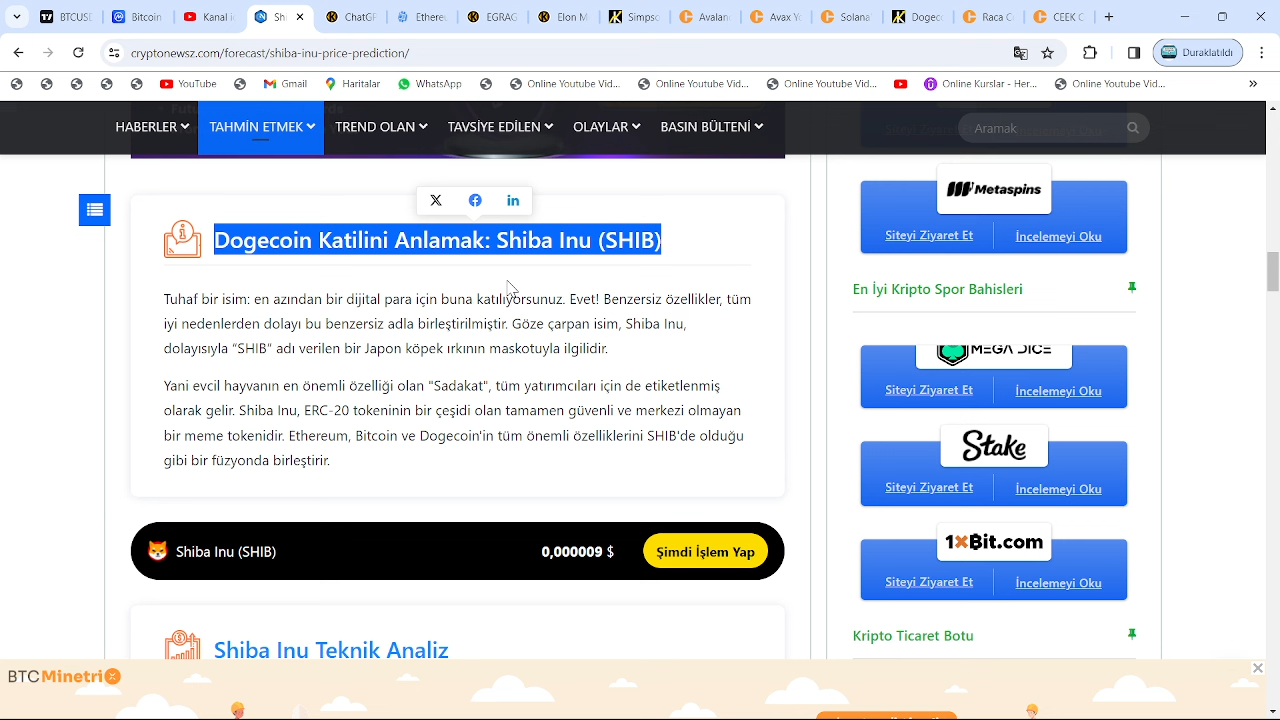 BTCUSI
Bitcoin
Kanal i
Shi
KatıG
Derec
EGRA(
Elon M
Simps
Avalar
Avax Y
Solana
Dogec
Raca C
CEEK C
cryptonewsz.com/forecast/shiba-inu-price-prediction/
Duraklatıldı
YouTube
Gmail
Haritalar
WhatsApp
Online Youtube Vid...
Online Youtube Vid...
Online Youtube Vid...
Online Kurslar - Her...
Online Youtube Vid...
HABERLER
TAHMİN ETMEK
TREND OLAN
TAVSİYE EDİLEN
OLAYLAR
BASIN BÜLTENİ
Aramak
Dogecoin Katilini Anlamak: Shiba Inu (SHIB)
Tuhaf bir isim: en azından bir dijital para için buna katılıyorsunuz. Evet! Benzersiz özellikler, tüm
iyi nedenlerden dolayı bu benzersiz adla birleştirilmiştir. Göze çarpan isim, Shiba Inu,
dolayısıyla “SHIB” adı verilen bir Japon köpek ırkının maskotuyla ilgilidir.
Yani evcil hayvanın en önemli özelliği olan "Sadakat", tüm yatırımcıları için de etiketlenmiş
olarak gelir. Shiba Inu, ERC-20 tokeninin bir çeşidi olan tamamen güvenli ve merkezi olmayan
bir meme tokenidir. Ethereum, Bitcoin ve Dogecoin'in tüm önemli özelliklerini SHIB'de olduğu
gibi bir füzyonda birleştirir.
Shiba Inu (SHIB)
0,000009 $
Şimdi İşlem Yap
Shiba Inu Teknik Analiz
Metaspins
Siteyi Ziyaret Et
İncelemeyi Oku
En İyi Kripto Spor Bahisleri
MEGA DICE
Siteyi Ziyaret Et
İncelemeyi Oku
Stake
Siteyi Ziyaret Et
İncelemeyi Oku
1XBit.com
Siteyi Ziyaret Et
İncelemeyi Oku
Kripto Ticaret Botu
BTCMinetrix